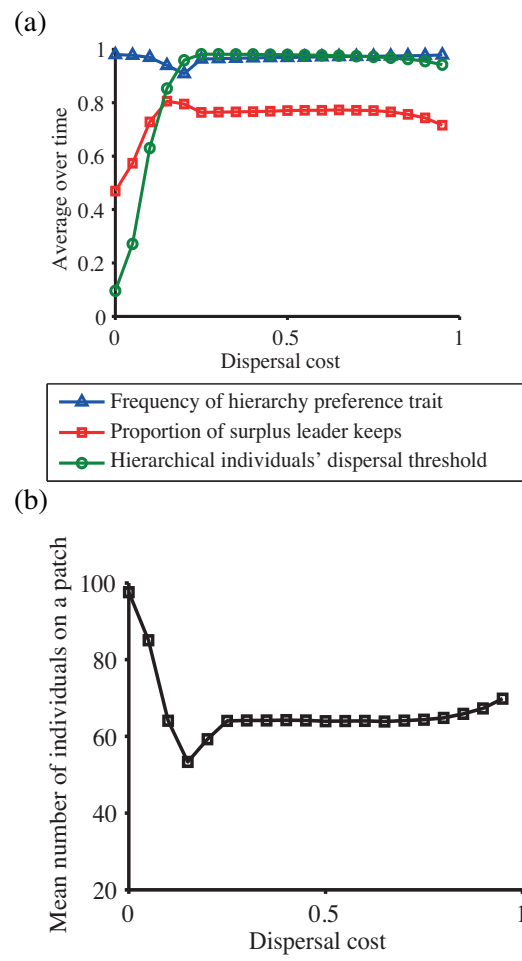 (a)
Average over time
1
0.8
0.6
0.4
0.2
0
0
0.5
1
Dispersal cost
Frequency of hierarchy preference trait
Proportion of surplus leader keeps
Hierarchical individuals’ dispersal threshold
(b)
Mean number of individuals on a patch
100
80
60
40
20
0
0.5
1
Dispersal cost